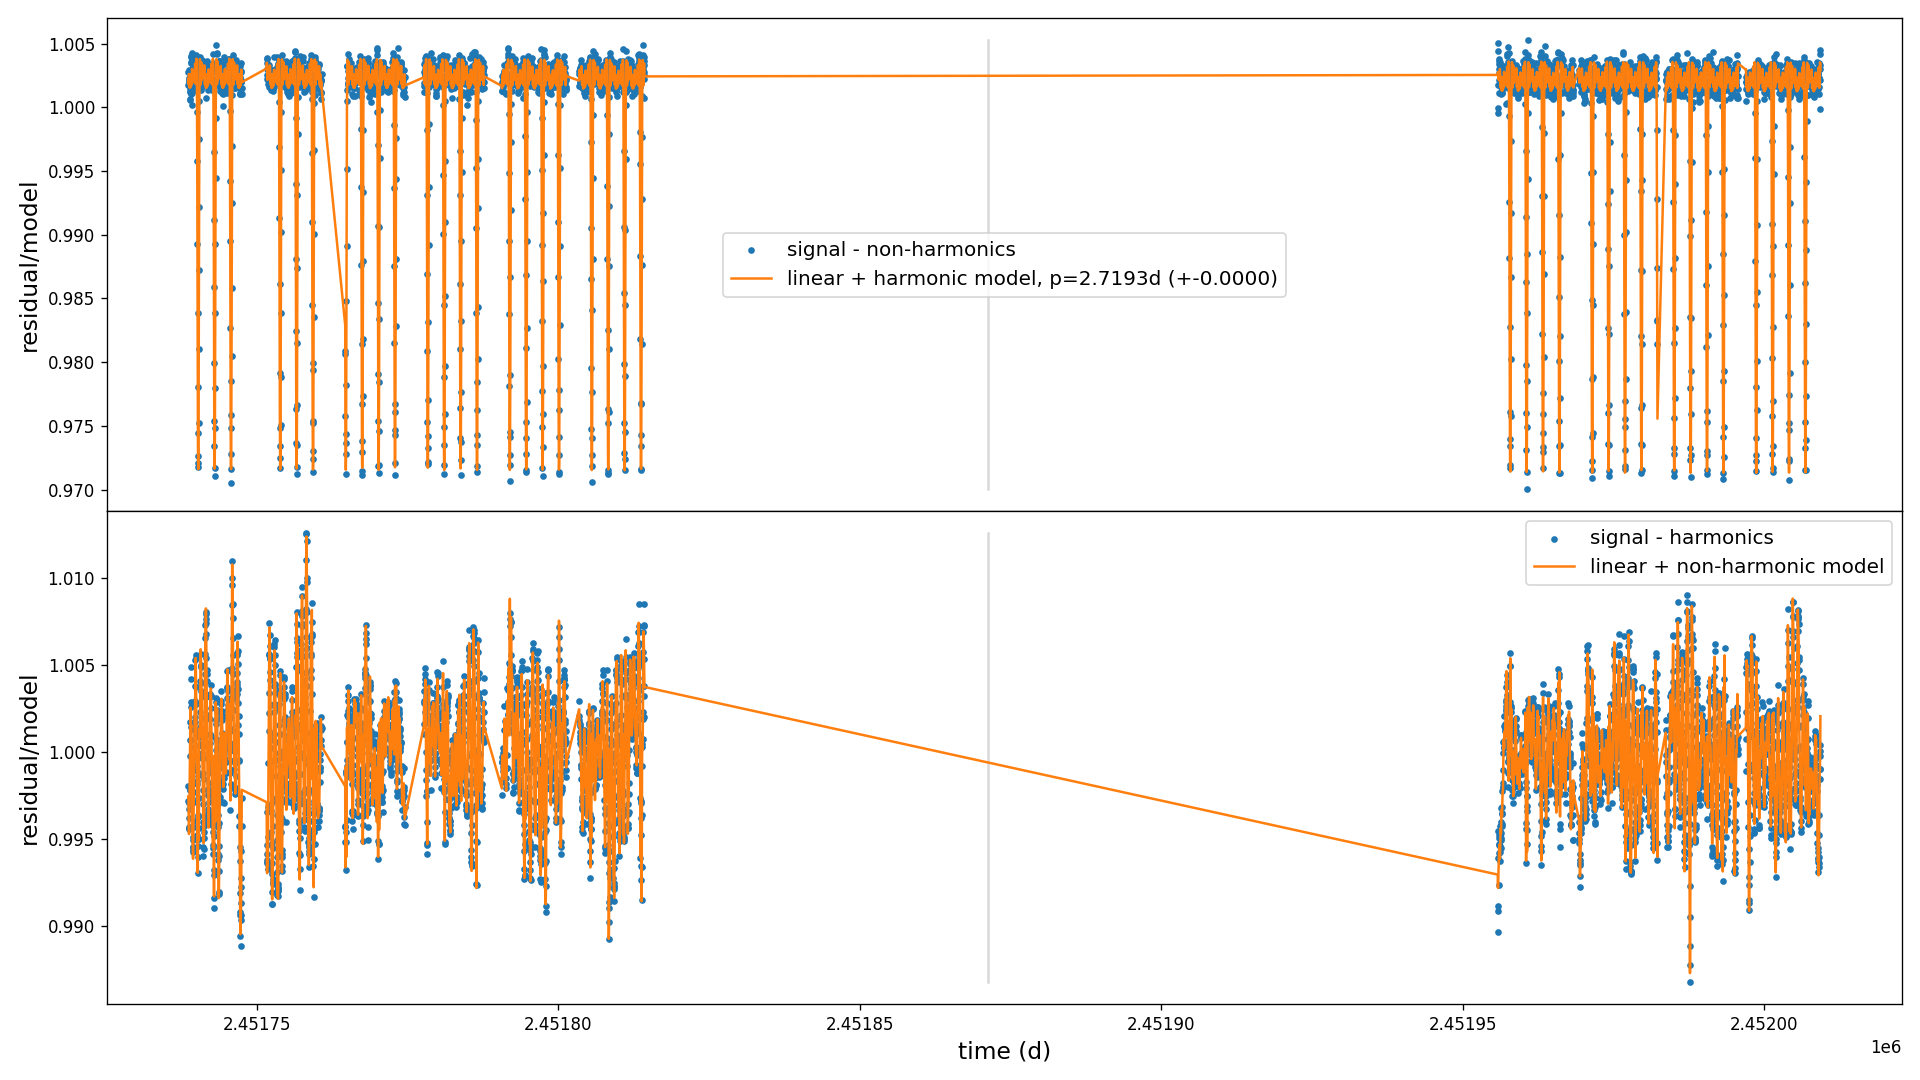 1.005
1.000
0.995
0.990
0.985
0.980
0.975
0.970
residual/model
signal - non-harmonics
linear + harmonic model, p=2.7193d (+-0.0000)
signal - harmonics
linear + non-harmonic model
1.010
1.005
1.000
0.995
0.990
residual/model
2.45175 2.45180 2.45185 2.45190 2.45195 2.45200
1e6
time (d)